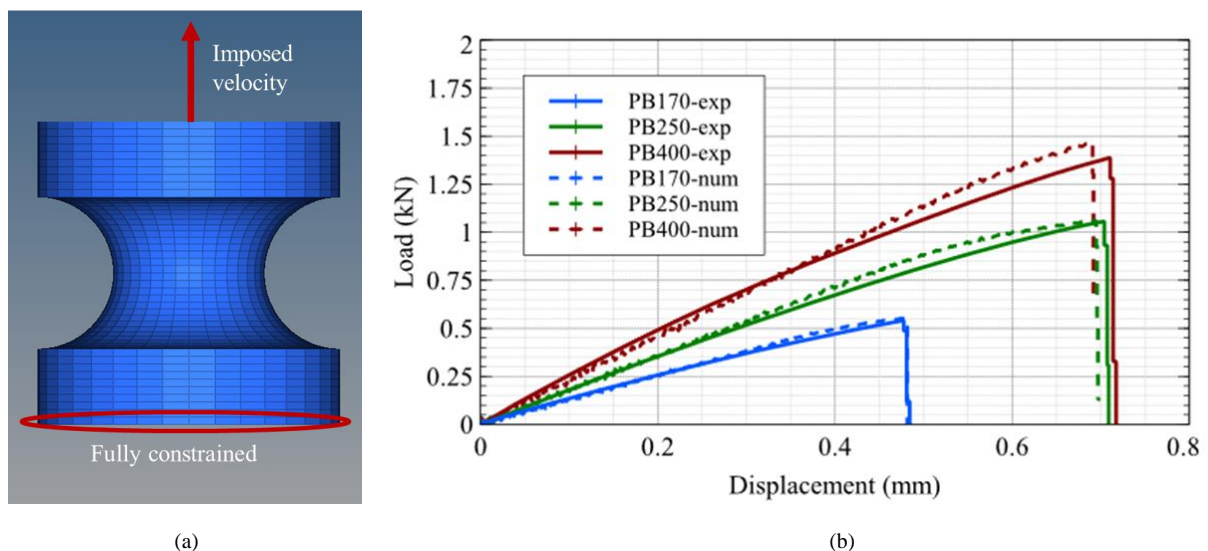 Imposed
velocity
Fully constrained
(a)
2
1.75
1.5
1.25
1
0.75
0.5
0.25
0
Load (kN)
PB170-exp
PB250-exp
PB400-exp
PB170-num
PB250-num
PB400-num
0 0.2 0.4 0.6 0.8
Displacement (mm)
(b)